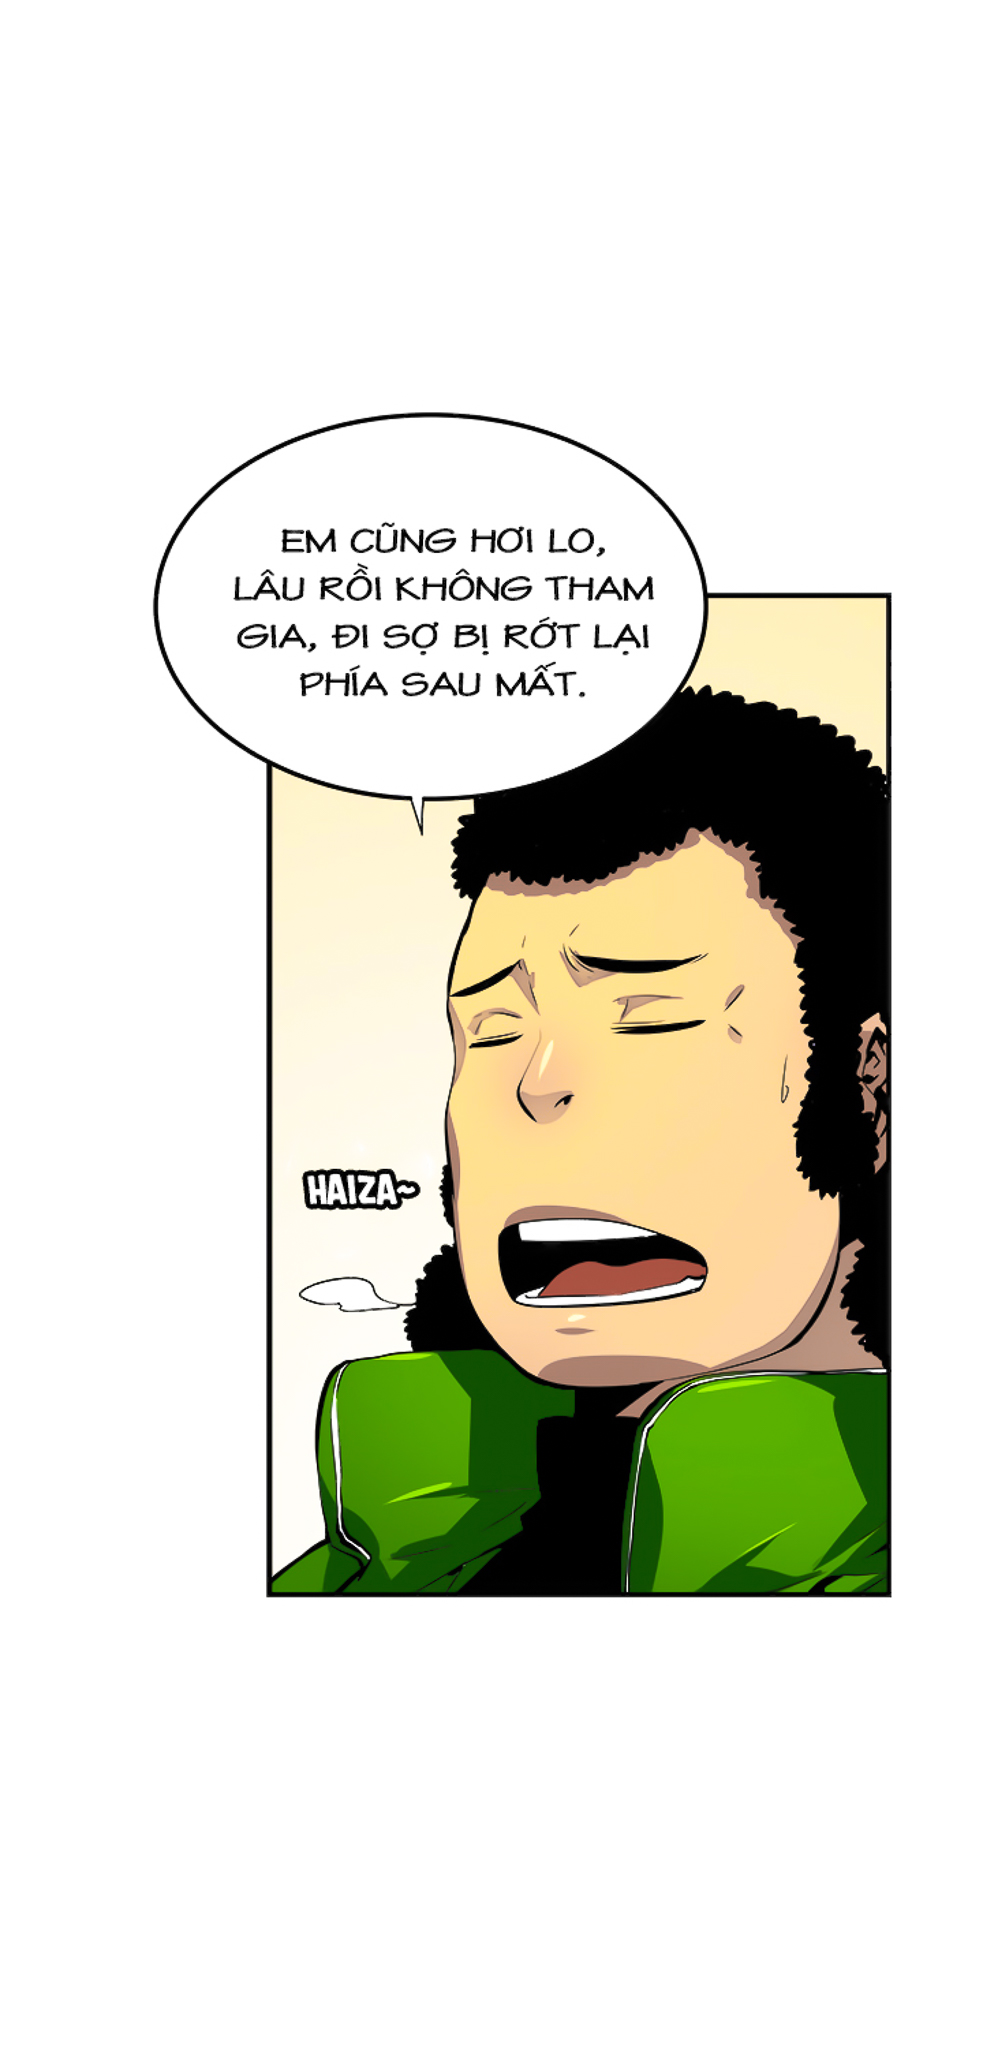 EM CŨNG HƠI LO,
LÂU RỒI KHÔNG THAM
GIA, ĐI SỢ BỊ RỚT LẠI
PHÍA SAU MẤT.
HAIZA~